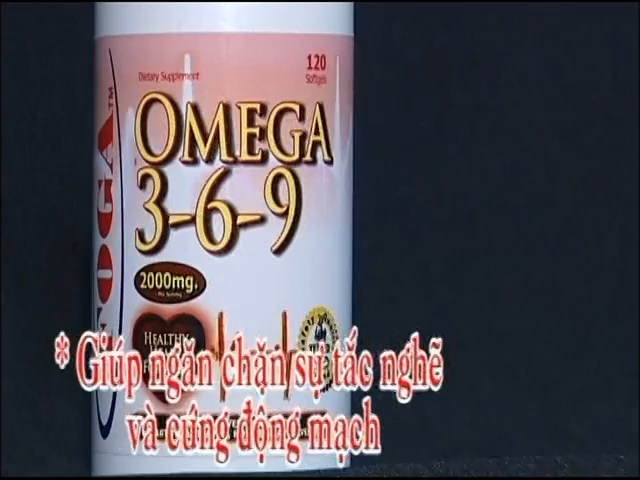 Dietary Supplement
120
Softgels
OMEGA
3-6-9
2000mg.
HEALTHY
* Giúp ngăn chặn sự tắc nghẽ
và cứng động mạch